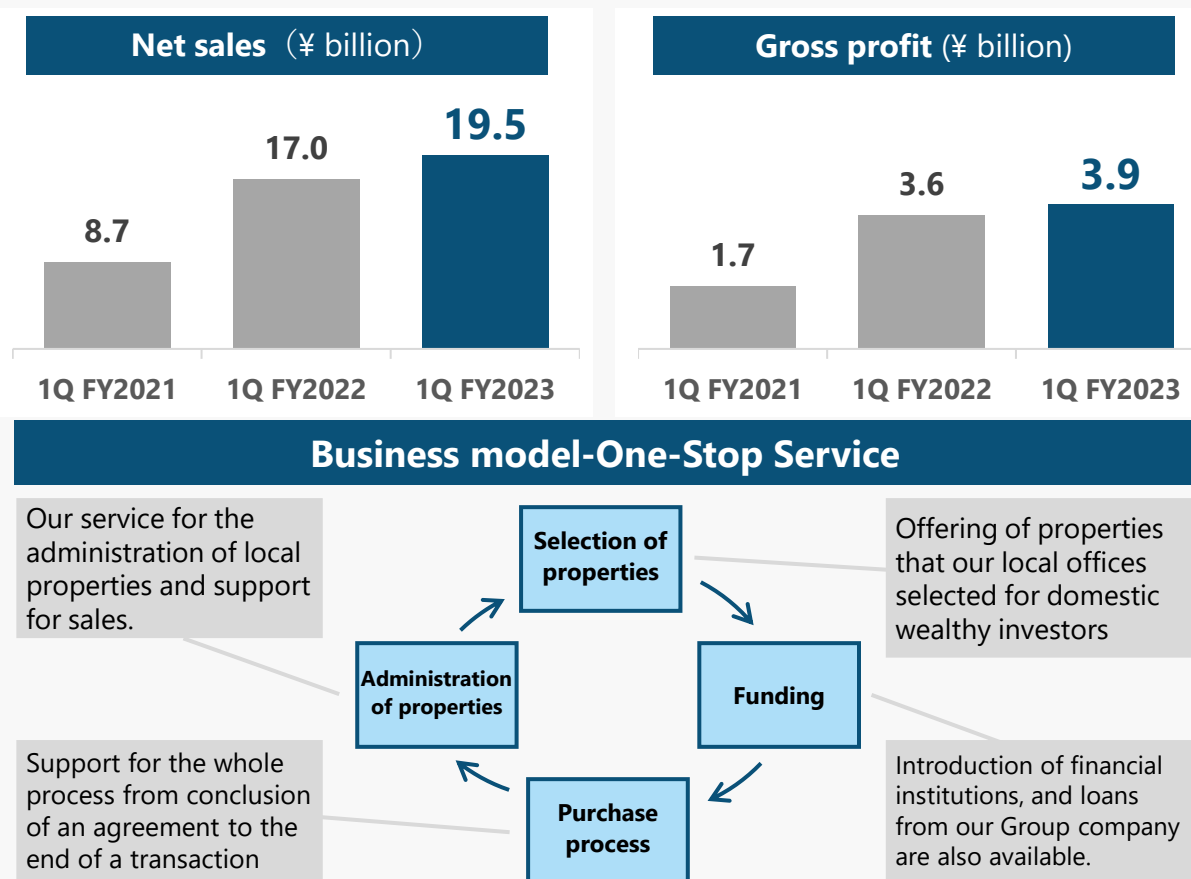 Net sales（¥ billion）
19.5
17.0
8.7
1Q FY2021 1Q FY2022 1Q FY2023
Gross profit (¥ billion)
3.9
3.6
1.7
1Q FY2021 1Q FY2022 1Q FY2023
Business model-One-Stop Service
Our service for the
administration of local
properties and support
for sales.
Selection of
properties
Offering of properties
that our local offices
selected for domestic
wealthy investors
Administration
of properties
Funding
Support for the whole
process from conclusion
of an agreement to the
end of a transaction
Purchase
process
Introduction of financial
institutions, and loans
from our Group company
are also available.